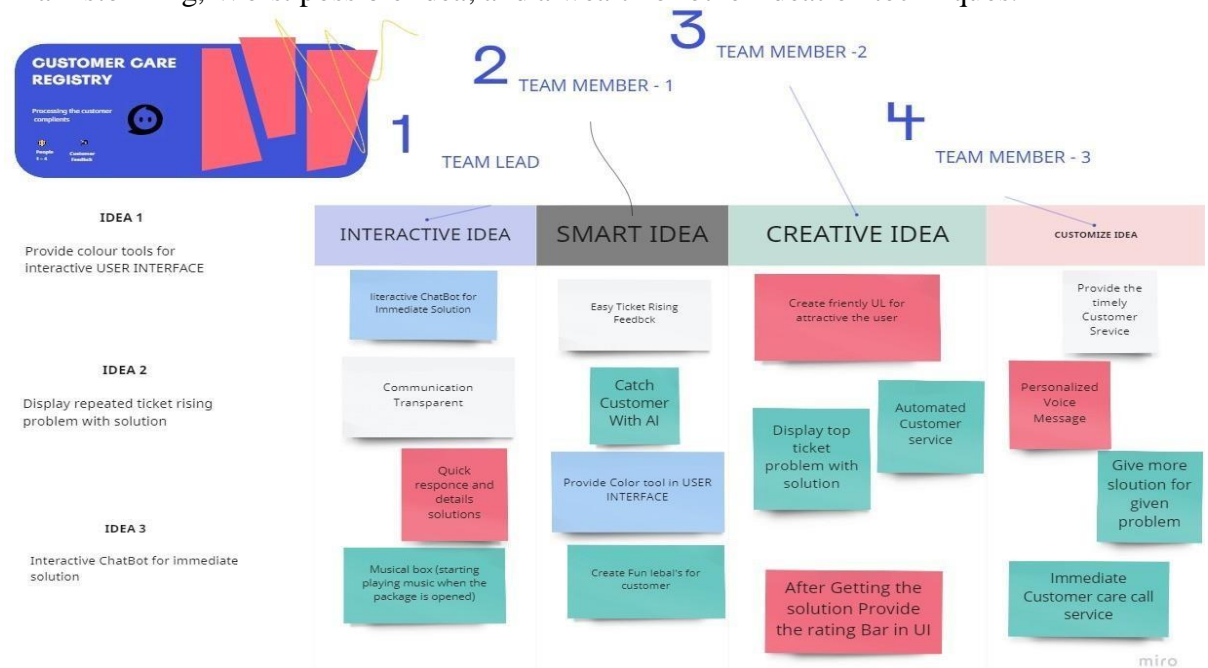 CUSTOMER CARE
REGISTRY
Processing the customer
complients
People
1 - 4
Customer
Feedbck
1
TEAM LEAD
2
TEAM MEMBER - 1
3
TEAM MEMBER -2
4
TEAM MEMBER - 3
IDEA 1
Provide colour tools for
interactive USER INTERFACE
IDEA 2
Display repeated ticket rising
problem with solution
IDEA 3
Interactive ChatBot for immediate
solution
INTERACTIVE IDEA
IiteractIve ChatBot for
Immediate Solution
Communication
Transparent
Quick
responce and
details
solutions
Musical box (starting
playing music when the
package is opened)
SMART IDEA
Easy Ticket Rising
Feedbck
Catch
Customer
With AI
Provide Color tool in USER
INTERFACE
Create Fun lebal's for
customer
CREATIVE IDEA
Create friently UL for
attractive the user
Automated
Customer
service
Display top
ticket
problem with
solution
After Getting the
solution Provide
the rating Bar in UI
CUSTOMIZE IDEA
Provide the
timely
Customer
Srevice
Personalized
Voice
Message
Give more
sloution for
given
problem
Immediate
Customer care call
service
miro